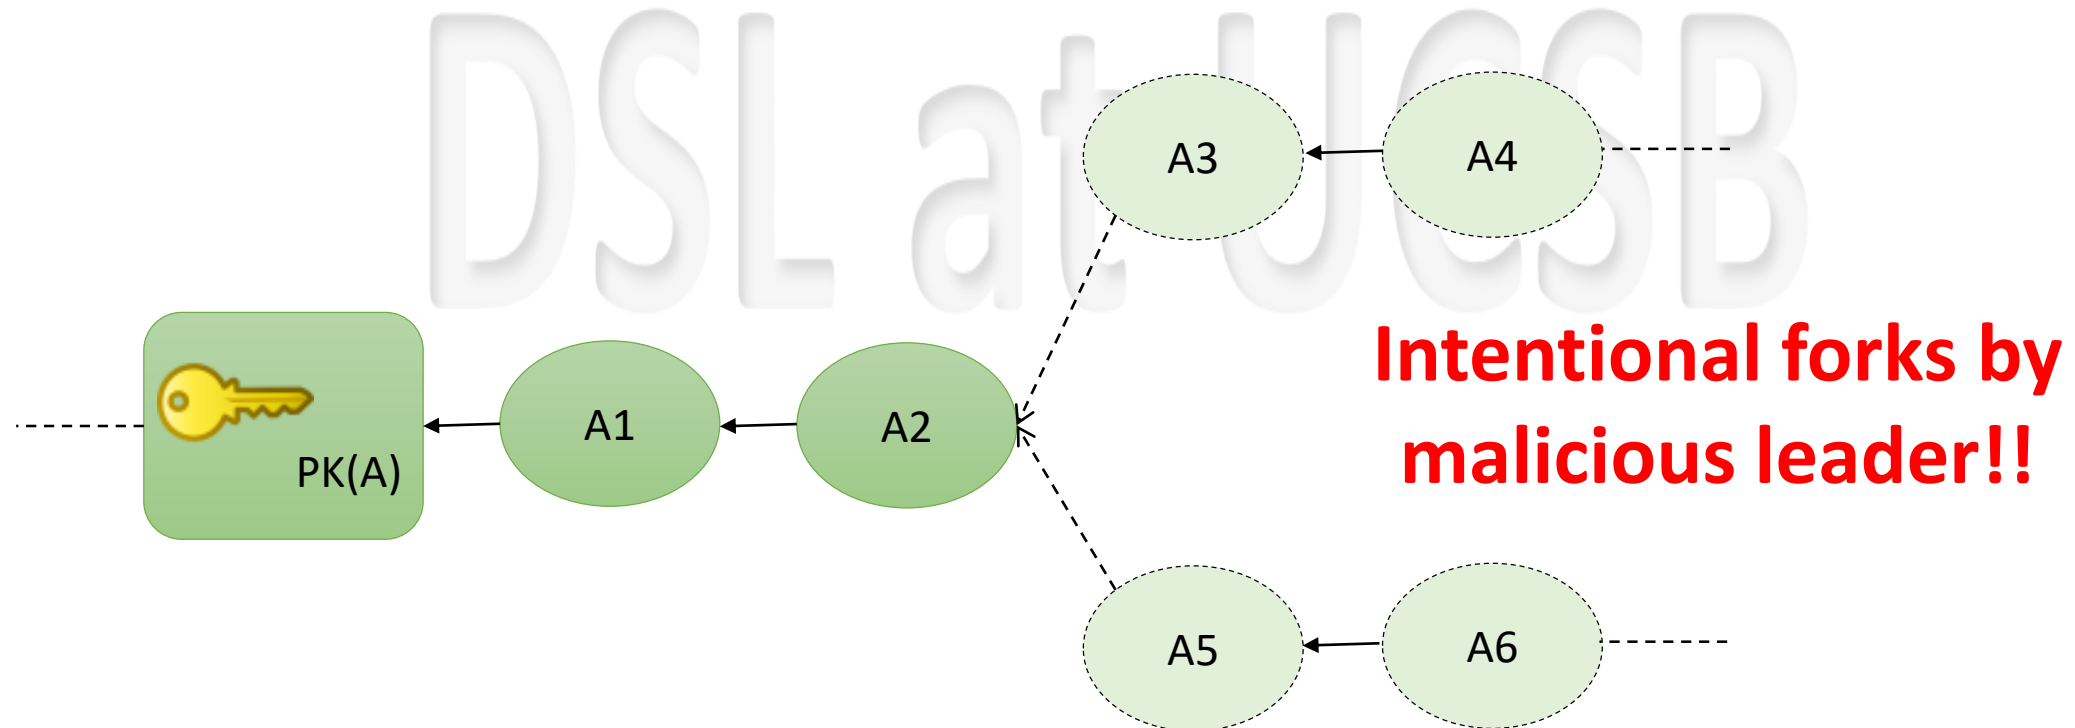 DSL at UCSB
A3
A4
Intentional forks by
malicious leader!!
PK(A)
A1
A2
A5
A6